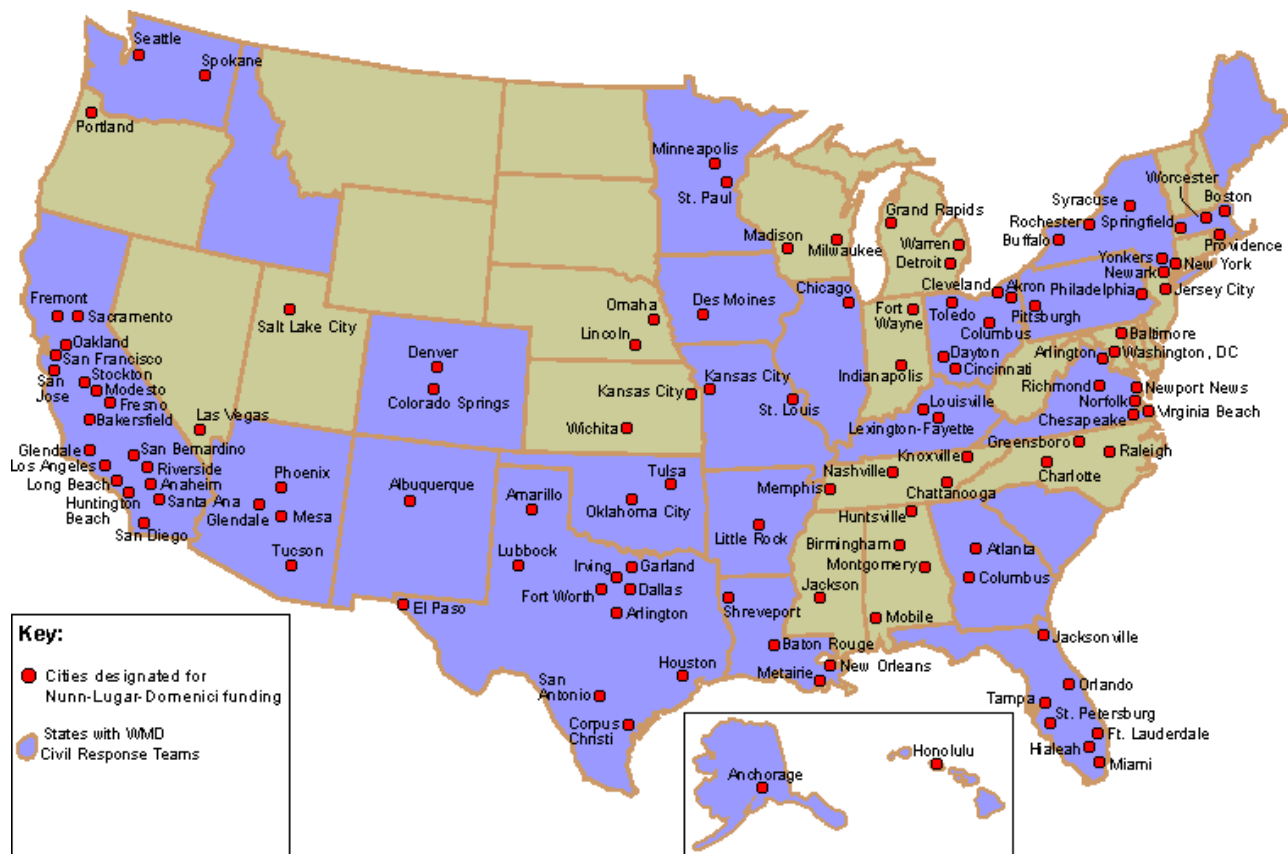 Seattle
Spokane
Portland
Minneapolis
St. Paul
Madison
Milwaukee
Grand Rapids
Warren
Detroit
Worcester
Boston
Syracuse
Rochester
Springfield
Buffalo
Providence
Yonkers
New York
Newark
Jersey City
Philadelphia
Cleveland
Akron
Pittsburgh
Toledo
Columbus
Chicago
Fort
Wayne
Des Moines
Omaha
Lincoln
Salt Lake City
Fremont
Sacramento
Oakland
San Francisco
San
Jose
Stockton
Modesto
Fresno
Bakersfield
Las Vegas
Denver
Colorado Springs
Kansas City
Kansas City
St. Louis
Wichita
Indianapolis
Dayton
Cincinnati
Baltimore
Arlington
Washington, DC
Richmond
Newport News
Norfolk
Chesapeake
Virginia Beach
Louisville
Lexington-Fayette
Greensboro
Raleigh
Charlotte
Knoxville
Nashville
Memphis
Chattanooga
Glendale
San Bernardino
Los Angeles
Riverside
Long Beach
Anaheim
Huntington
Beach
Santa Ana
San Diego
Phoenix
Glendale
Mesa
Tucson
Albuquerque
Amarillo
Tulsa
Oklahoma City
Little Rock
Huntsville
Birmingham
Montgomery
Atlanta
Columbus
Lubbock
Irving
Garland
Fort Worth
Dallas
Arlington
El Paso
Shreveport
Jackson
Mobile
Baton Rouge
New Orleans
Metairie
Houston
San
Antonio
Corpus
Christi
Jacksonville
Orlando
Tampa
St. Petersburg
Ft. Lauderdale
Hialeah
Miami
Anchorage
Honolulu
Key:
Cities designated for
Nunn-Lugar-Domenici funding
States with WMD
Civil Response Teams